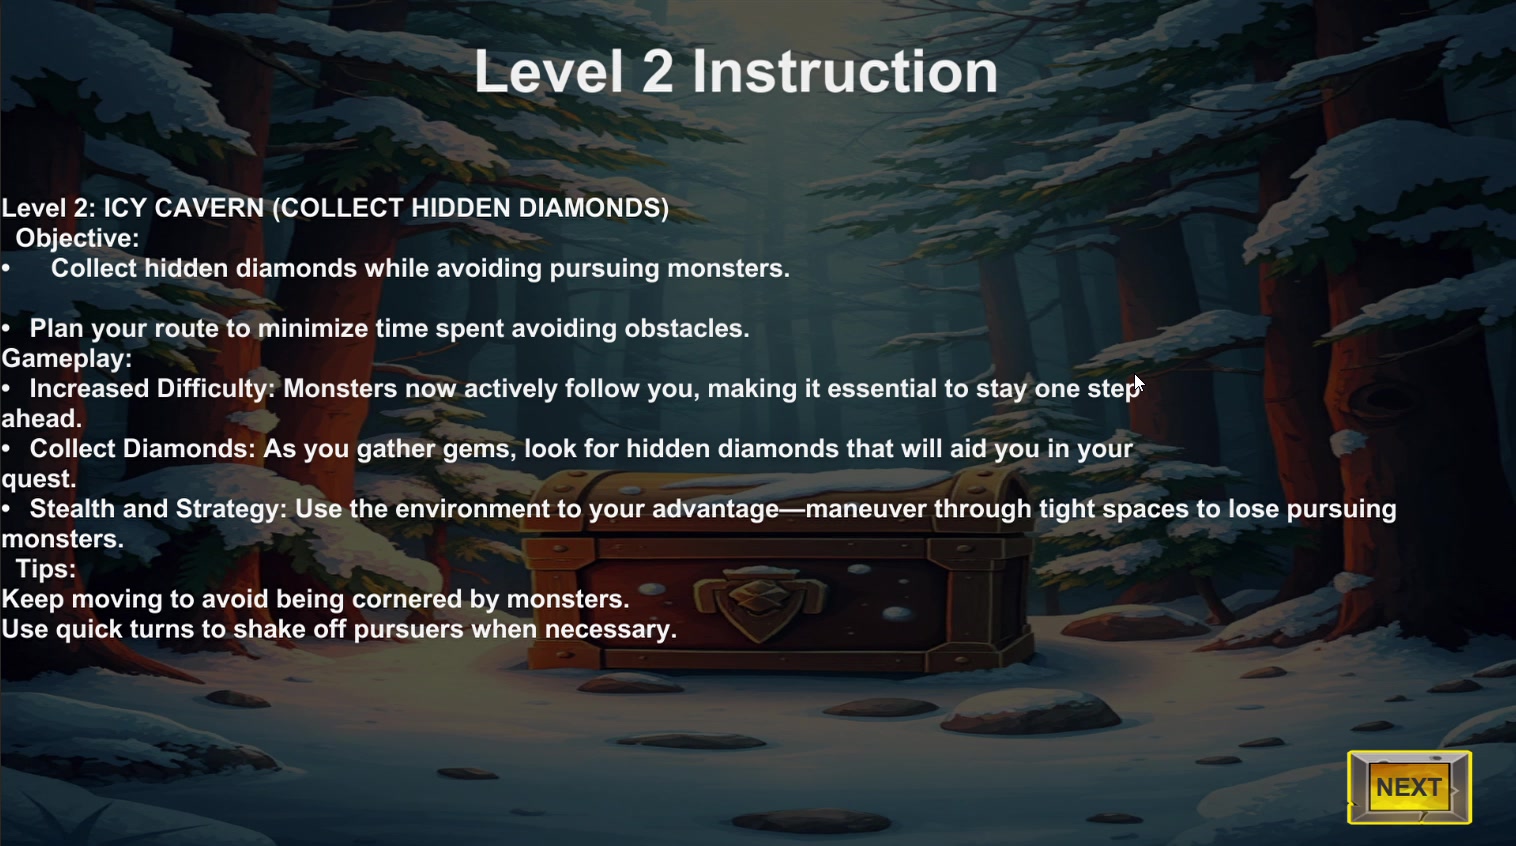 Level 2 Instruction
Level 2: ICY CAVERN (COLLECT HIDDEN DIAMONDS)
Objective:
• Collect hidden diamonds while avoiding pursuing monsters.
• Plan your route to minimize time spent avoiding obstacles.
Gameplay:
• Increased Difficulty: Monsters now actively follow you, making it essential to stay one step
ahead.
• Collect Diamonds: As you gather gems, look for hidden diamonds that will aid you in your
quest.
• Stealth and Strategy: Use the environment to your advantage—maneuver through tight spaces to lose pursuing
monsters.
Tips:
Keep moving to avoid being cornered by monsters.
Use quick turns to shake off pursuers when necessary.
NEXT